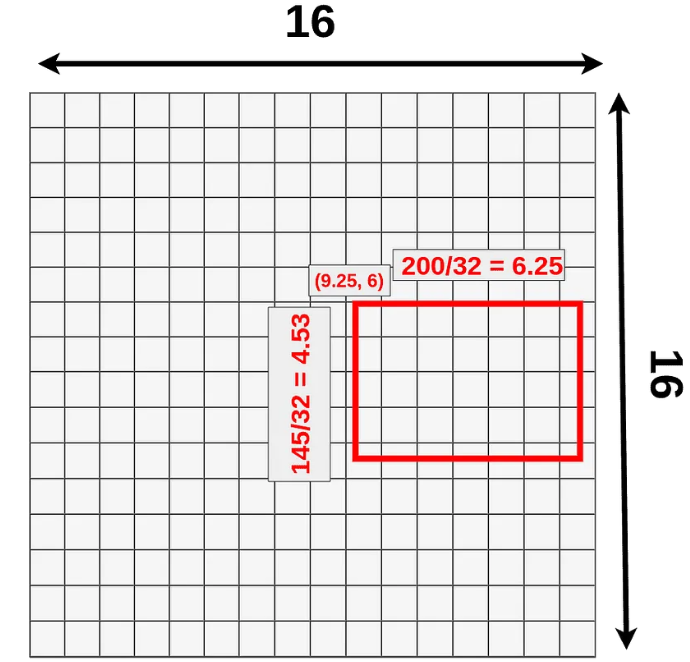 16
200/32 = 6.25
(9.25, 6)
145/32 = 4.53
16